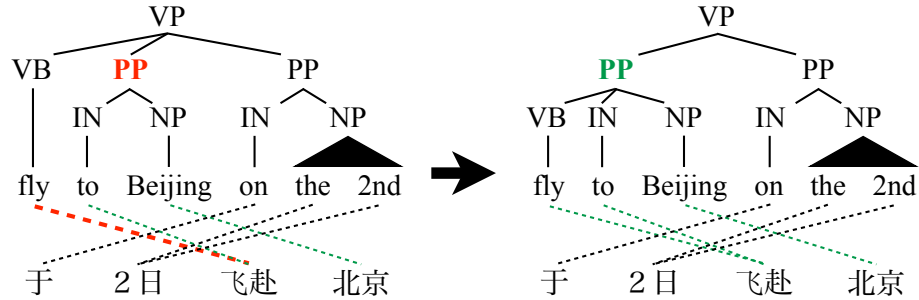 VP VP
VB PP PP PP PP
IN NP IN NP VB IN NP IN NP
fly to Beijing on the 2nd fly to Beijing on the 2nd
于 2日 飞赴 北京 于 2日 飞赴 北京